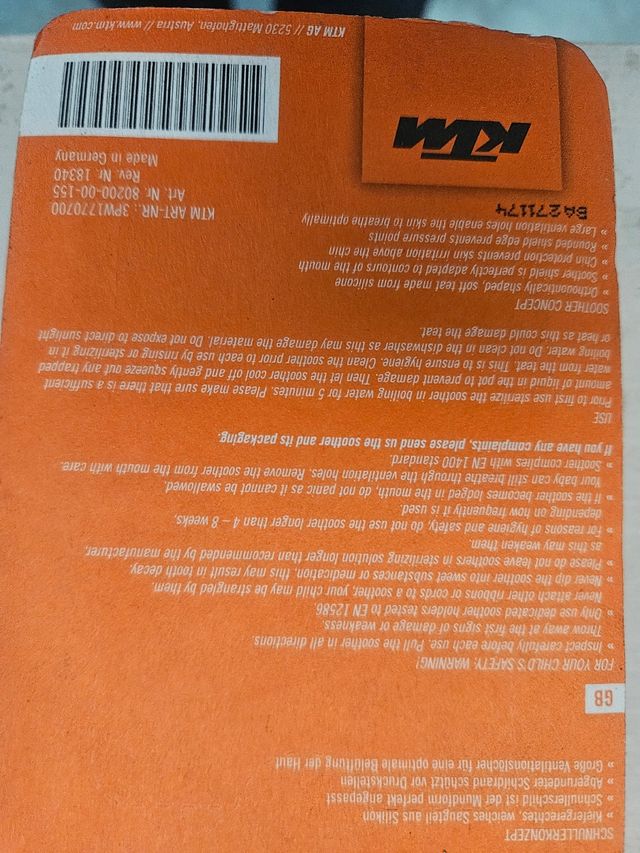 SCHNULLERKONZEPT
» Kiefergerechtes, weiches Saugteil aus Silikon
» Schnullerschild ist der Mundform perfekt angepasst
» Abgerundeter Schildrand schützt vor Druckstellen
» Große Ventilationslöcher für eine optimale Belüftung der Haut
GB
FOR YOUR CHILD'S SAFETY: WARNING!
» Inspect carefully before each use. Pull the soother in all directions.
Throw away at the first signs of damage or weakness.
» Only use dedicated soother holders tested to EN 12586
Never attach other ribbons or cords to a soother, your child may be strangled by them
» Never dip the soother into sweet substances or medication, this may result in tooth decay.
» Please do not leave soothers in sterilizing solution longer than recommended by the manufacturer,
as this may weaken them.
» For reasons of hygiene and safety, do not use the soother longer than 4 – 8 weeks,
depending on how frequently it is used.
» If the soother becomes lodged in the mouth, do not panic as it cannot be swallowed.
Your baby can still breathe through the ventilation holes. Remove the soother from the mouth with care.
» Soother complies with EN 1400 standard.
If you have any complaints, please send us the soother and its packaging.
USE
Prior to first use sterilize the soother in boiling water for 5 minutes. Please make sure that there is a sufficient
amount of liquid in the pot to prevent damage. Then let the soother cool off and gently squeeze out any trapped
water from the teat. This is to ensure hygiene. Clean the soother prior to each use by rinsing or sterilizing it in
boiling water. Do not clean in the dishwasher as this may damage the material. Do not expose to direct sunlight
or heat as this could damage the teat.
SOOTHER CONCEPT
» Orthodontically shaped, soft teat made from silicone
» Soother shield is perfectly adapted to contours of the mouth
» Chin protection prevents skin irritation above the chin
» Rounded shield edge prevents pressure points
» Large ventilation holes enable the skin to breathe optimally
BA271174
KTM ART-NR.: 3PW1770700
Art. Nr. 80200-00-155
Rev. Nr. 18340
Made in Germany
KTM
KTM AG // 5230 Mattighofen, Austria // www.ktm.com